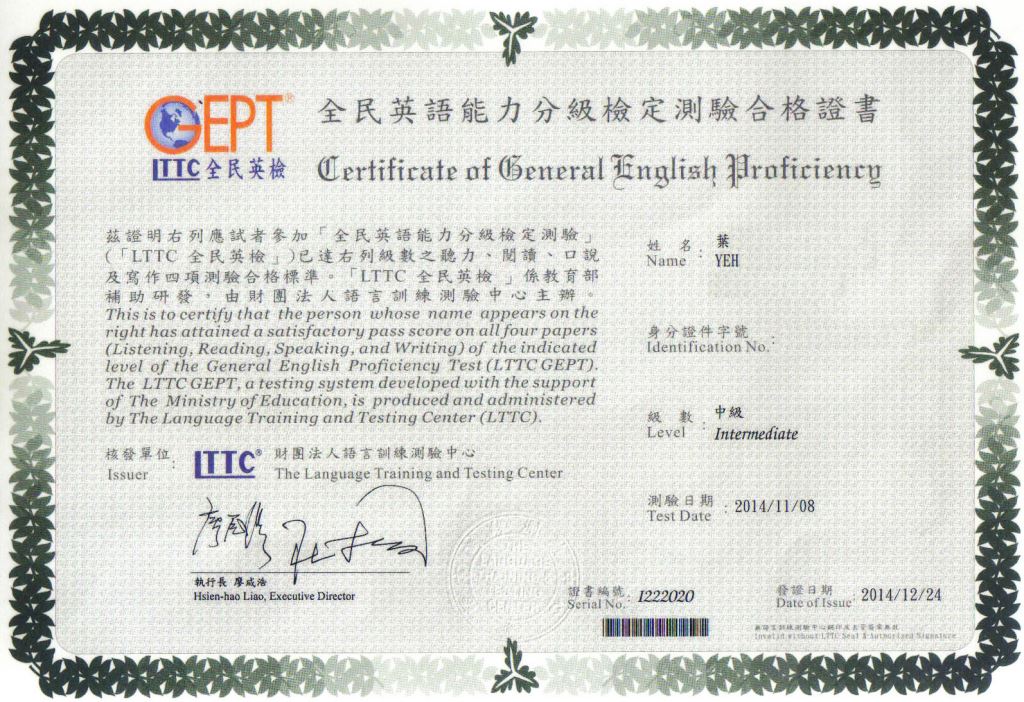 GEPT®
LTTC 全民英檢
全民英語能力分級檢定測驗合格證書
Certificate of General English Proficiency
茲證明右列應試者參加「全民英語能力分級檢定測驗」
(「LTTC 全民英檢」)已達右列級數之聽力、閱讀、口說
及寫作四項測驗合格標準。「LTTC 全民英檢」係教育部
補助研發，由財團法人語言訓練測驗中心主辦。
This is to certify that the person whose name appears on the
right has attained a satisfactory pass score on all four papers
(Listening, Reading, Speaking, and Writing) of the indicated
level of the General English Proficiency Test (LTTC GEPT).
The LTTC GEPT, a testing system developed with the support
of The Ministry of Education, is produced and administered
by The Language Training and Testing Center (LTTC).
核發單位
Issuer :
LTTC® 財團法人語言訓練測驗中心
The Language Training and Testing Center
執行長 廖咸浩
Hsien-hao Liao, Executive Director
姓 名 : 葉
Name YEH
身分證件字號 :
Identification No.
級 數 : 中級
Level Intermediate
測驗日期 : 2014/11/08
Test Date
證書編號 : I222020
Serial No.
發證日期 : 2014/12/24
Date of Issue
Invalid without LTTC Seal & Authorized Signature